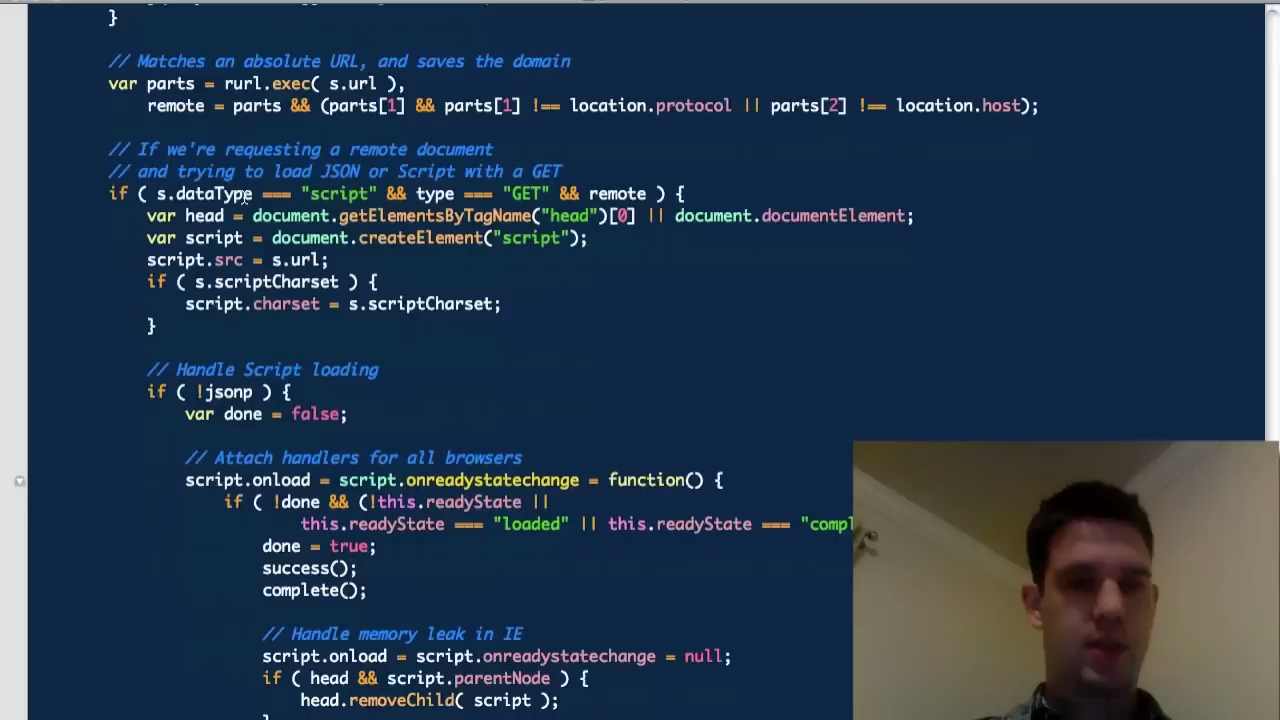 }
// Matches an absolute URL, and saves the domain
var parts = rurl.exec( s.url ),
remote = parts && (parts[1] && parts[1] !== location.protocol || parts[2] !== location.host);
// If we're requesting a remote document
// and trying to load JSON or Script with a GET
if ( s.dataType === "script" && type === "GET" && remote ) {
var head = document.getElementsByTagName("head")[0] || document.documentElement;
var script = document.createElement("script");
script.src = s.url;
if ( s.scriptCharset ) {
script.charset = s.scriptCharset;
}
// Handle Script loading
if ( !jsonp ) {
var done = false;
// Attach handlers for all browsers
script.onload = script.onreadystatechange = function() {
if ( !done && (!this.readyState ||
this.readyState === "loaded" || this.readyState === "compl
done = true;
success();
complete();
// Handle memory leak in IE
script.onload = script.onreadystatechange = null;
if ( head && script.parentNode ) {
head.removeChild( script );